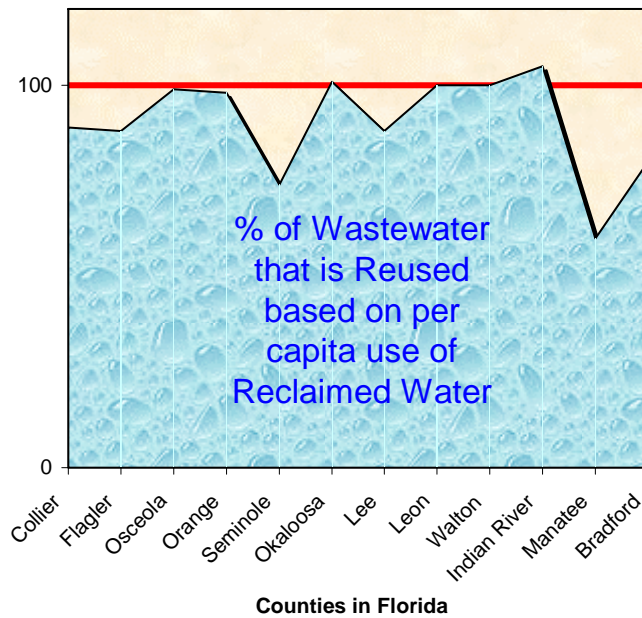 100
% of Wastewater
that is Reused
based on per
capita use of
Reclaimed Water
0
Collier
Flagler
Osceola
Orange
Seminole
Okaloosa
Lee
Leon
Walton
Indian River
Manatee
Bradford
Counties in Florida